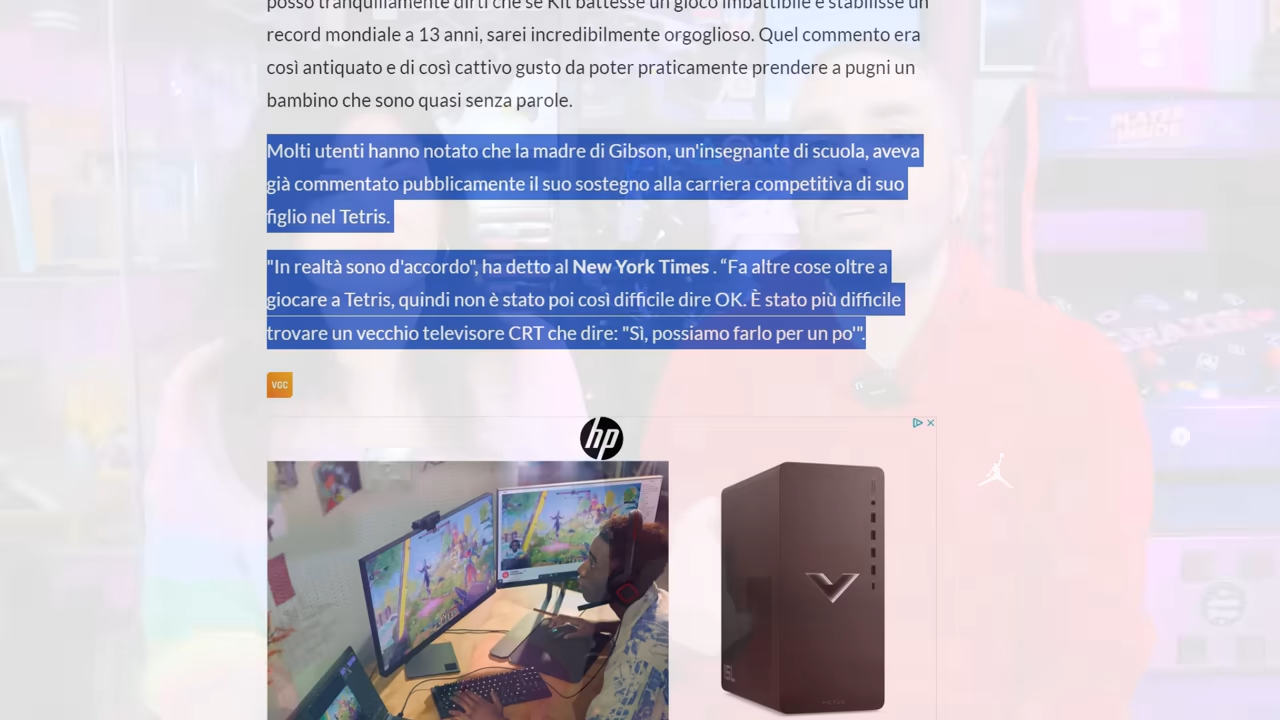 posso tranquillamente dirti che se Kit battesse un gioco imbattibile e stabilisse un
record mondiale a 13 anni, sarei incredibilmente orgoglioso. Quel commento era
così antiquato e di così cattivo gusto da poter praticamente prendere a pugni un
bambino che sono quasi senza parole.
Molti utenti hanno notato che la madre di Gibson, un'insegnante di scuola, aveva
già commentato pubblicamente il suo sostegno alla carriera competitiva di suo
figlio nel Tetris.
"In realtà sono d'accordo", ha detto al New York Times . “Fa altre cose oltre a
giocare a Tetris, quindi non è stato poi così difficile dire OK. È stato più difficile
trovare un vecchio televisore CRT che dire: "Sì, possiamo farlo per un po'".
VGC
hp
PLAYER
INSIDE